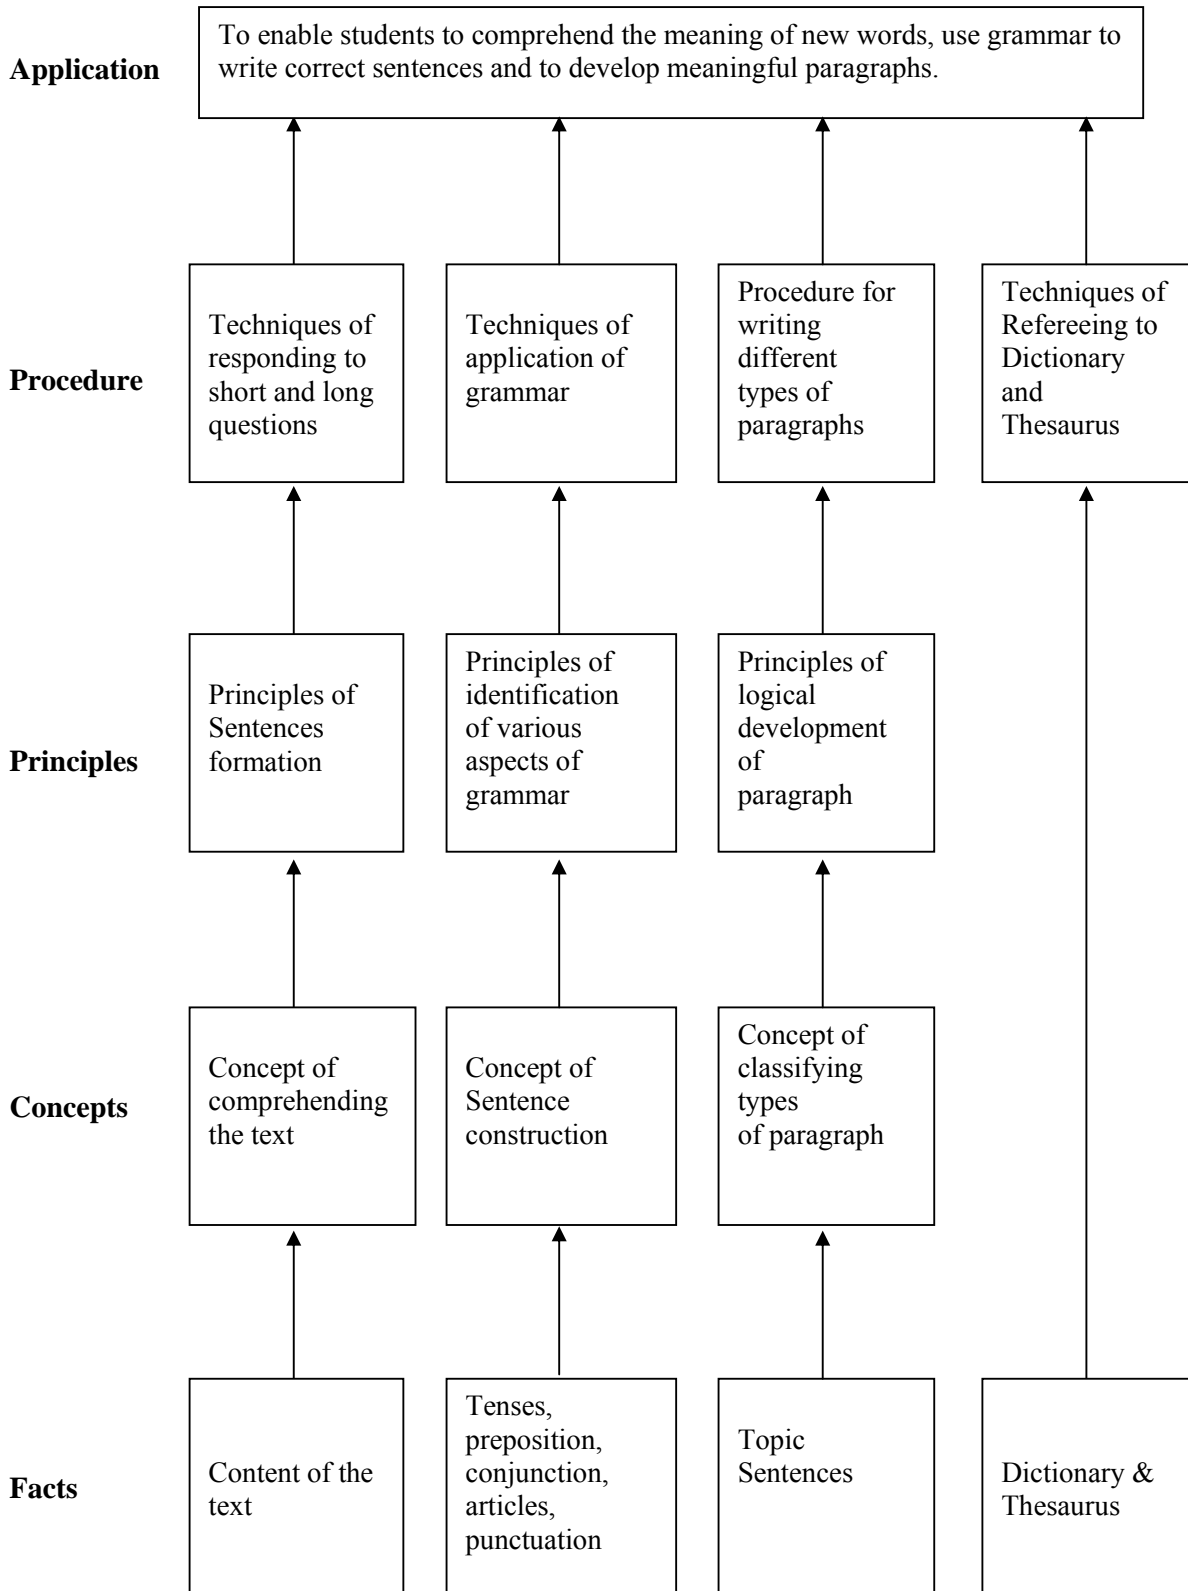 Application
To enable students to comprehend the meaning of new words, use grammar to
write correct sentences and to develop meaningful paragraphs.
Procedure
Techniques of
responding to
short and long
questions
Techniques of
application of
grammar
Procedure for
writing
different
types of
paragraphs
Techniques of
Refereeing to
Dictionary
and
Thesaurus
Principles
Principles of
Sentences
formation
Principles of
identification
of various
aspects of
grammar
Principles of
logical
development
of
paragraph
Concepts
Concept of
comprehending
the text
Concept of
Sentence
construction
Concept of
classifying
types
of paragraph
Facts
Content of the
text
Tenses,
preposition,
conjunction,
articles,
punctuation
Topic
Sentences
Dictionary &
Thesaurus